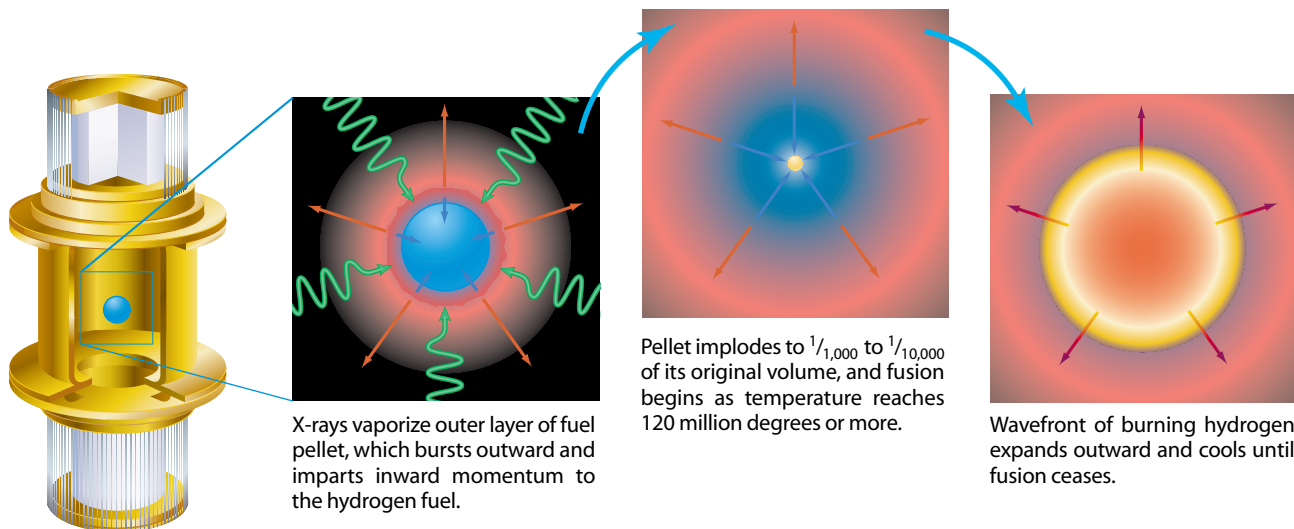 X-rays vaporize outer layer of fuel
pellet, which bursts outward and
imparts inward momentum to
the hydrogen fuel.
Pellet implodes to 1/1,000 to 1/10,000
of its original volume, and fusion
begins as temperature reaches
120 million degrees or more.
Wavefront of burning hydrogen
expands outward and cools until
fusion ceases.